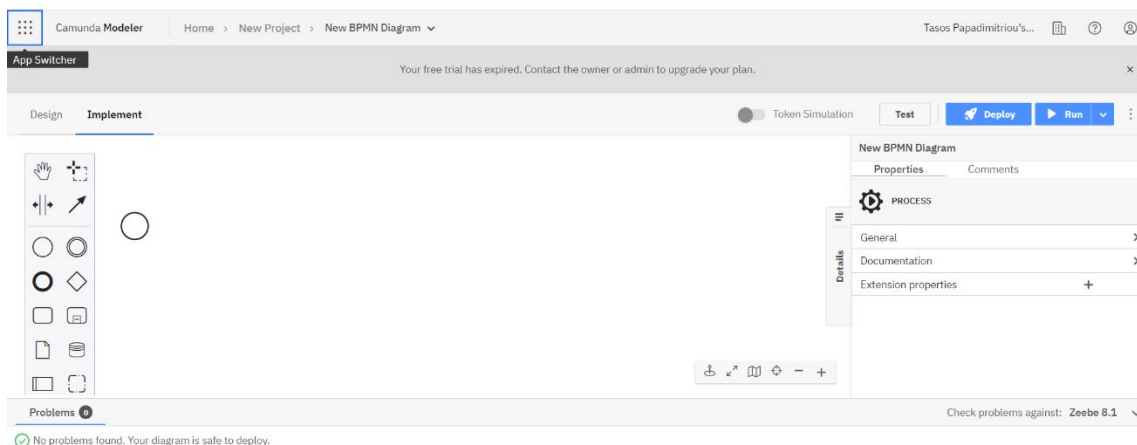 Camunda Modeler Home > New Project > New BPMN Diagram Tasos Papadimitriou's...
App Switcher
Your free trial has expired. Contact the owner or admin to upgrade your plan.
Design Implement Token Simulation Test Deploy Run
New BPMN Diagram
Properties Comments
PROCESS
General
Details
Documentation
Extension properties
Problems 0 Check problems against: Zeebe 8.1
No problems found. Your diagram is safe to deploy.